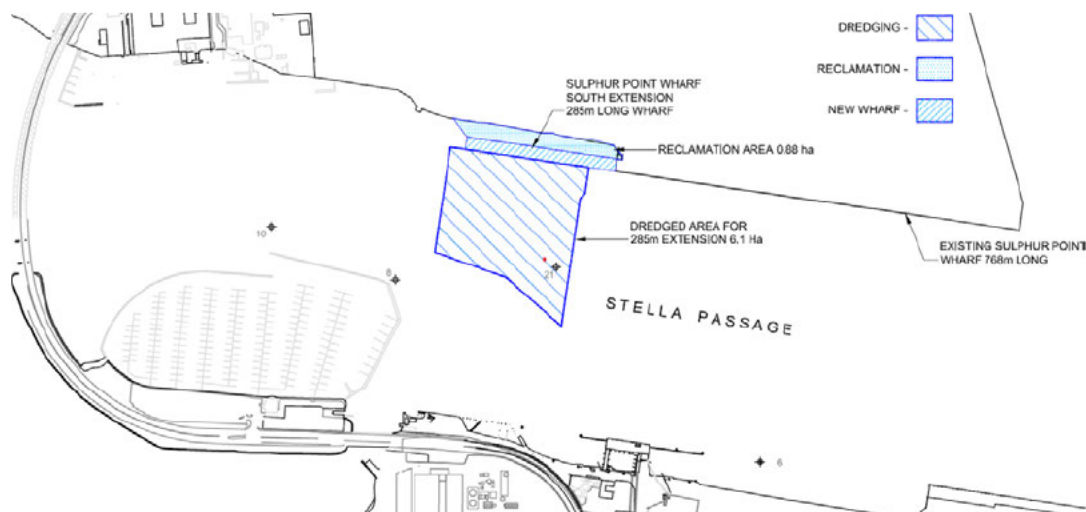 DREDGING -
RECLAMATION -
NEW WHARF -
SULPHUR POINT WHARF
SOUTH EXTENSION
285m LONG WHARF
RECLAMATION AREA 0.88 ha
DREDGED AREA FOR
285m EXTENSION 6.1 Ha
EXISTING SULPHUR POINT
WHARF 768m LONG
10
21
STELLA PASSAGE
6